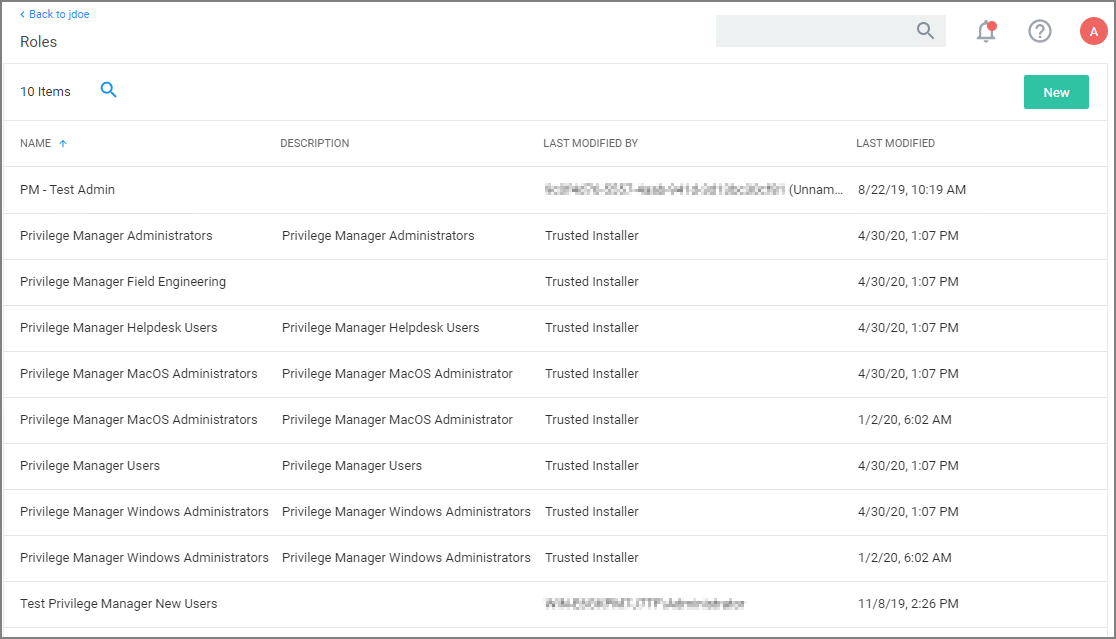 Back to jdoe
Roles
A
10 Items
New
NAME DESCRIPTION LAST MODIFIED BY LAST MODIFIED
PM - Test Admin (Unnam... 8/22/19, 10:19 AM
Privilege Manager Administrators Privilege Manager Administrators Trusted Installer 4/30/20, 1:07 PM
Privilege Manager Field Engineering Trusted Installer 4/30/20, 1:07 PM
Privilege Manager Helpdesk Users Privilege Manager Helpdesk Users Trusted Installer 4/30/20, 1:07 PM
Privilege Manager MacOS Administrators Privilege Manager MacOS Administrator Trusted Installer 4/30/20, 1:07 PM
Privilege Manager MacOS Administrators Privilege Manager MacOS Administrator Trusted Installer 1/2/20, 6:02 AM
Privilege Manager Users Privilege Manager Users Trusted Installer 4/30/20, 1:07 PM
Privilege Manager Windows Administrators Privilege Manager Windows Administrators Trusted Installer 4/30/20, 1:07 PM
Privilege Manager Windows Administrators Privilege Manager Windows Administrators Trusted Installer 1/2/20, 6:02 AM
Test Privilege Manager New Users 11/8/19, 2:26 PM